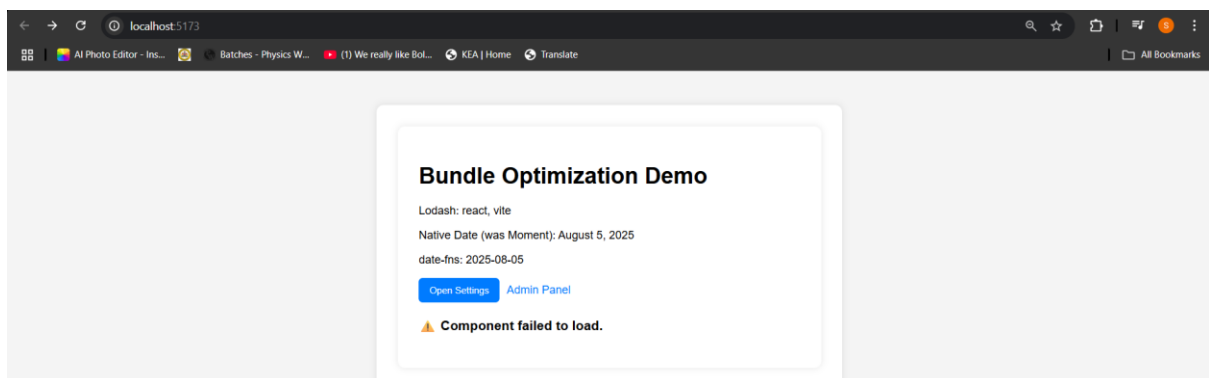 localhost:5173
S
AI Photo Editor - Ins...
Batches - Physics W...
(1) We really like Bol...
KEA | Home
Translate
All Bookmarks
Bundle Optimization Demo
Lodash: react, vite
Native Date (was Moment): August 5, 2025
date-fns: 2025-08-05
Open Settings Admin Panel
⚠️ Component failed to load.